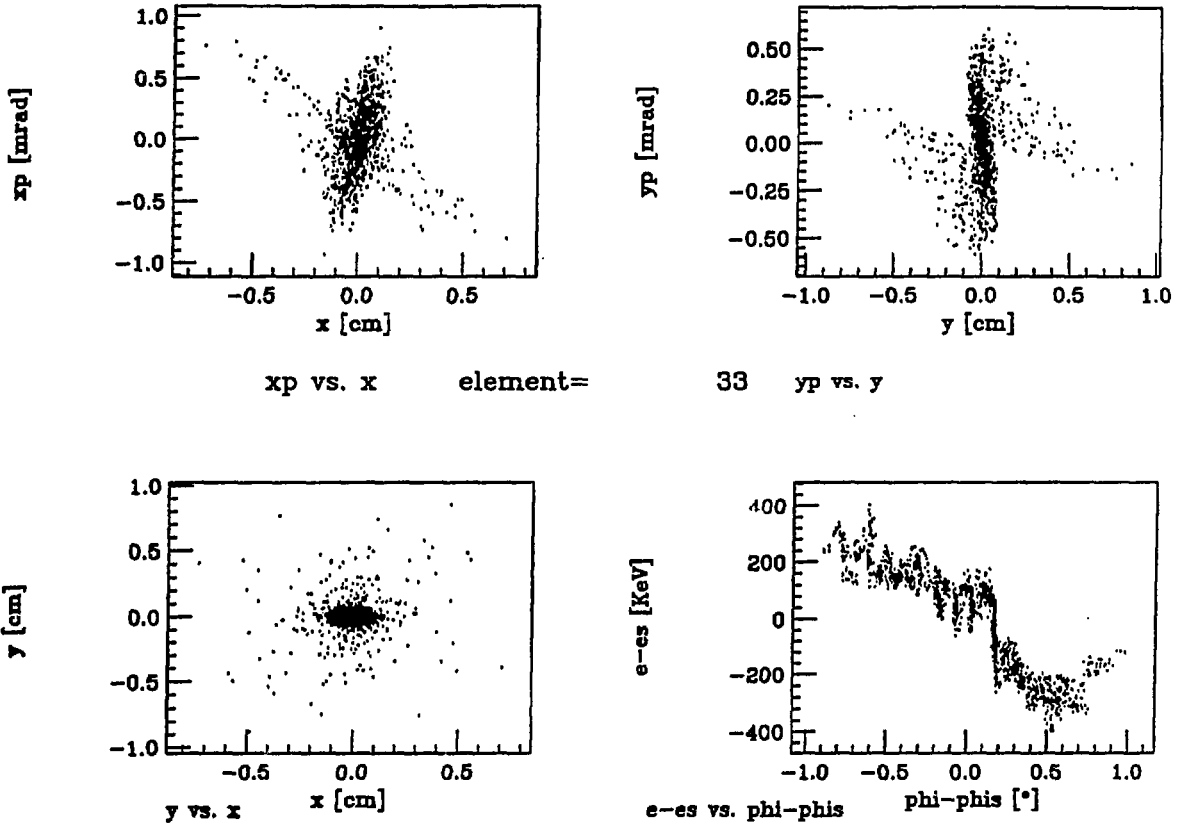 1.0
0.5
0.0
−0.5
−1.0
xp [mrad]
−0.5 0.0 0.5
x [cm]
0.50
0.25
0.00
−0.25
−0.50
yp [mrad]
−1.0 −0.5 0.0 0.5 1.0
y [cm]
xp vs. x element= 33 yp vs. y
1.0
0.5
0.0
−0.5
−1.0
y [cm]
−0.5 0.0 0.5
x [cm]
y vs. x
400
200
0
−200
−400
e−es [KeV]
−1.0 −0.5 0.0 0.5 1.0
phi−phis [°]
e−es vs. phi−phis